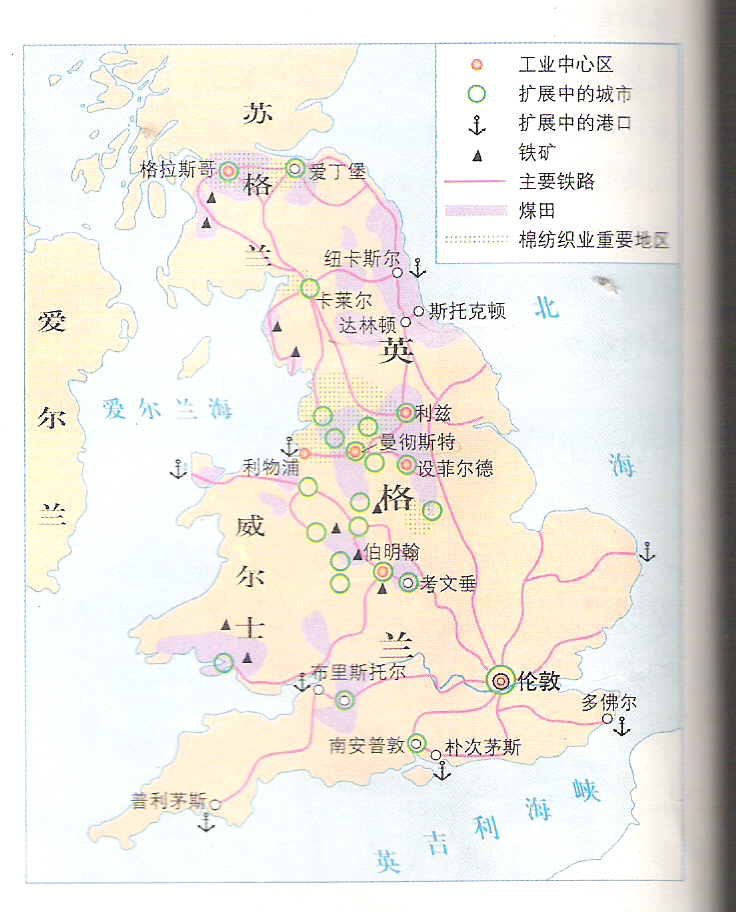 工业中心区
扩展中的城市
扩展中的港口
铁矿
主要铁路
煤田
棉纺织业重要地区
苏格兰
格拉斯哥
爱丁堡
纽卡斯尔
卡莱尔
斯托克顿
达林顿
北海
爱尔兰
爱尔兰海
英格兰
利兹
曼彻斯特
利物浦
设菲尔德
威尔士
伯明翰
考文垂
布里斯托尔
伦敦
多佛尔
南安普敦
朴次茅斯
普利茅斯
英吉利海峡